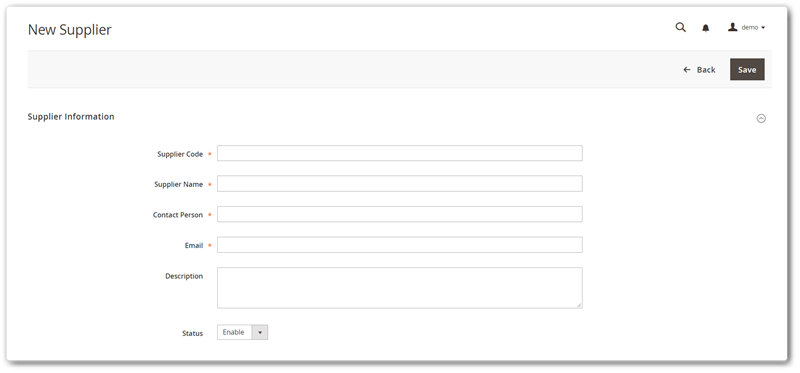 New Supplier
demo
Back
Save
Supplier Information
Supplier Code *
Supplier Name *
Contact Person *
Email *
Description
Status Enable